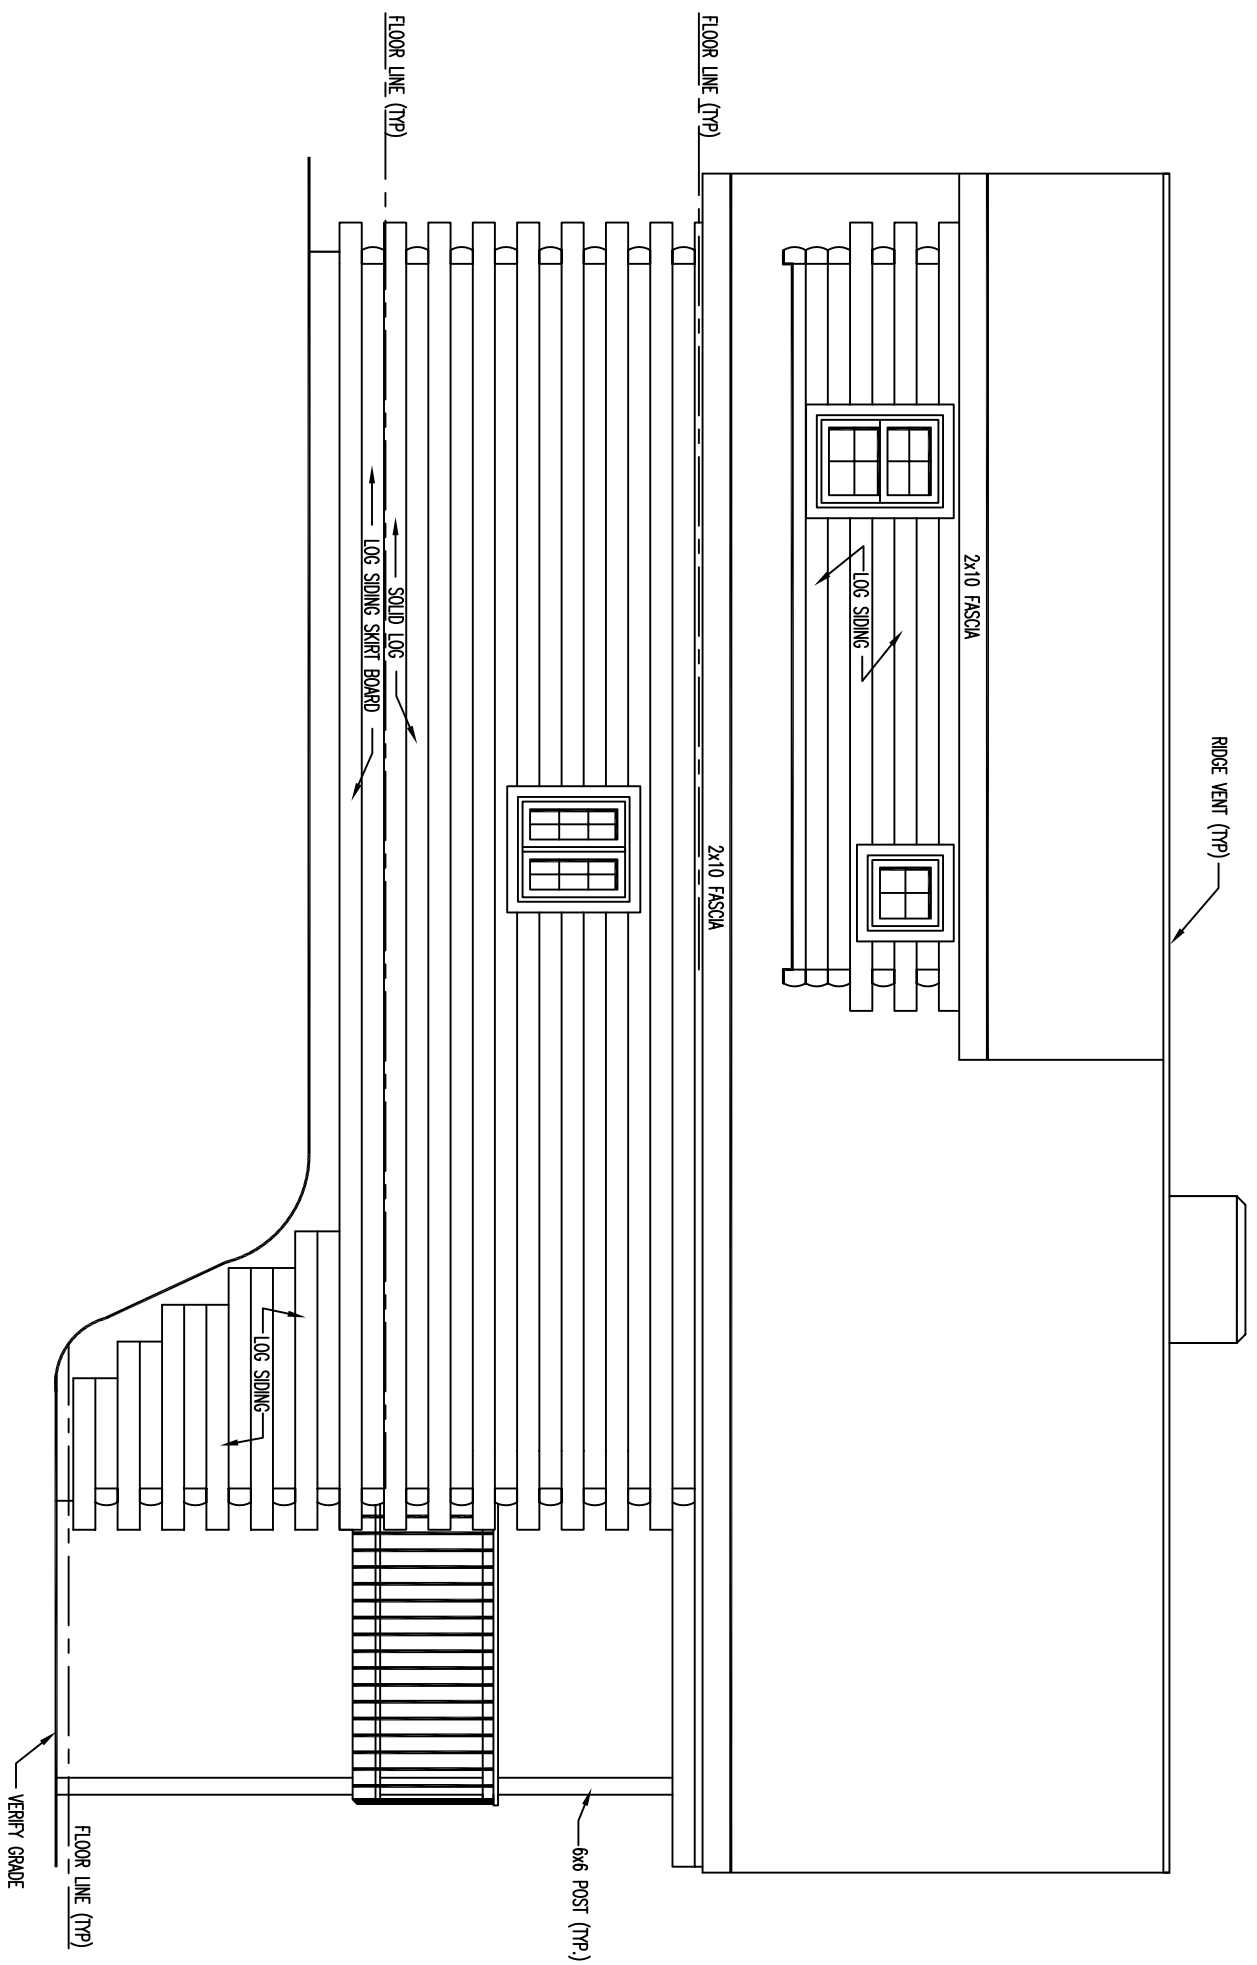 RIDGE VENT (TYP)
2x10 FASCIA
LOG SIDING
FLOOR LINE (TYP)
2x10 FASCIA
6x6 POST (TYP.)
FLOOR LINE (TYP)
SOLID LOG
LOG SIDING SKIRT BOARD
LOG SIDING
FLOOR LINE (TYP)
VERIFY GRADE